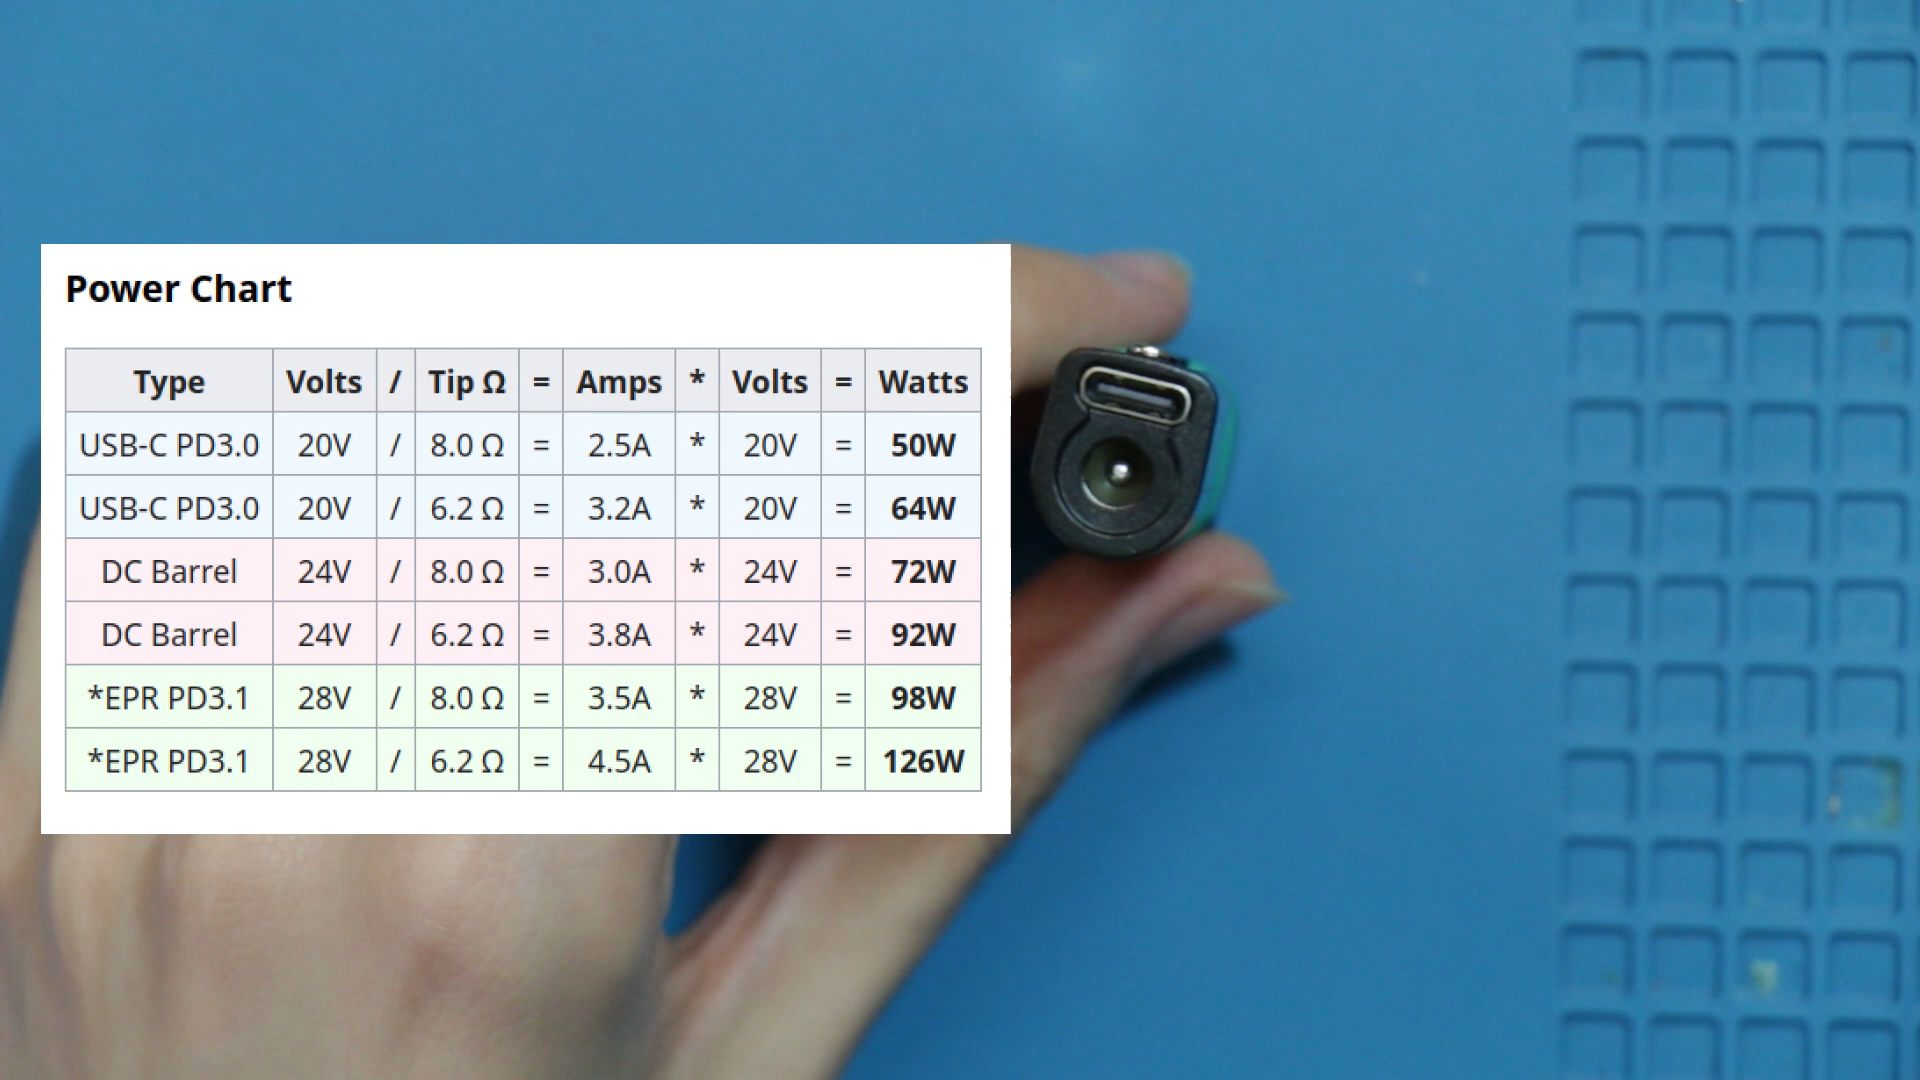 Power Chart
Type Volts / Tip Ω = Amps * Volts = Watts
USB-C PD3.0 20V / 8.0 Ω = 2.5A * 20V = 50W
USB-C PD3.0 20V / 6.2 Ω = 3.2A * 20V = 64W
DC Barrel 24V / 8.0 Ω = 3.0A * 24V = 72W
DC Barrel 24V / 6.2 Ω = 3.8A * 24V = 92W
*EPR PD3.1 28V / 8.0 Ω = 3.5A * 28V = 98W
*EPR PD3.1 28V / 6.2 Ω = 4.5A * 28V = 126W